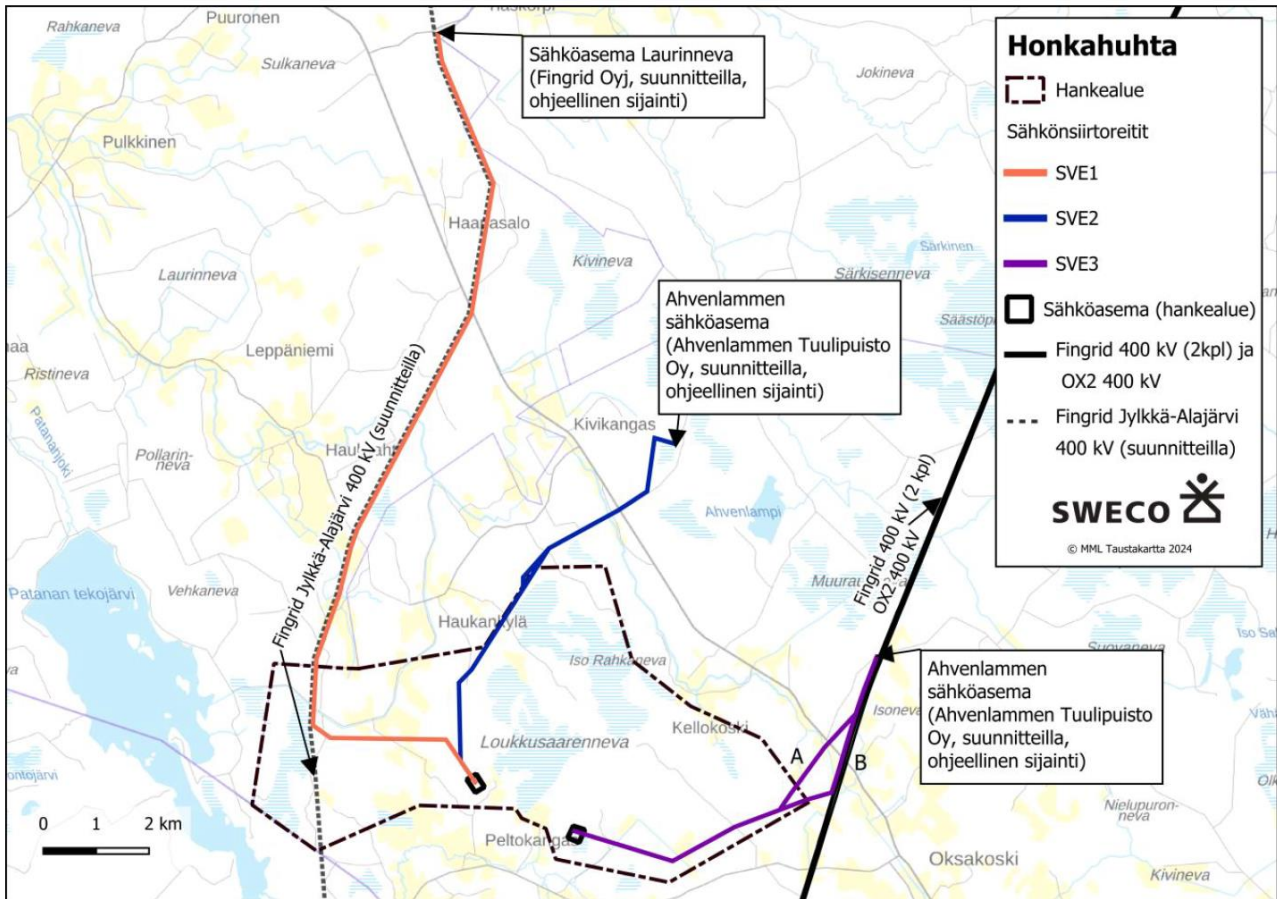 Honkahuhta
Hankealue
Sähkönsiirtoreitit
SVE1
SVE2
SVE3
Sähköasema (hankealue)
Fingrid 400 kV (2kpl) ja
OX2 400 kV
Fingrid Jylkkä-Alajärvi
400 kV (suunnitteilla)
SWECO
© MML Taustakartta 2024
Sähköasema Laurinneva
(Fingrid Oyj, suunnitteilla,
ohjeellinen sijainti)
Ahvenlammen
sähköasema
(Ahvenlammen Tuulipuisto
Oy, suunnitteilla,
ohjeellinen sijainti)
Ahvenlammen
sähköasema
(Ahvenlammen Tuulipuisto
Oy, suunnitteilla,
ohjeellinen sijainti)
Rahkaneva
Puuronen
Sulkaneva
Jokineva
Pulkkinen
Haapasalo
Kivineva
Särkinen
Särkisenneva
Laurinneva
Leppäniemi
Ristineva
Patananjoki
Pollarin-
neva
Kivikangas
Ahvenlampi
Fingrid Jylkkä-Alajärvi 400 kV (suunnitteilla)
Fingrid 400 kV (2 kpl)
OX2 400 kV
Vehkaneva
Patanan tekojärvi
Haukankylä
Iso Rahkaneva
Suovaneva
Kellokoski
Isoneva
Loukkusaarenneva
A
B
Peltokangas
Nielupuron-
neva
Oksakoski
Kivineva
0 1 2 km